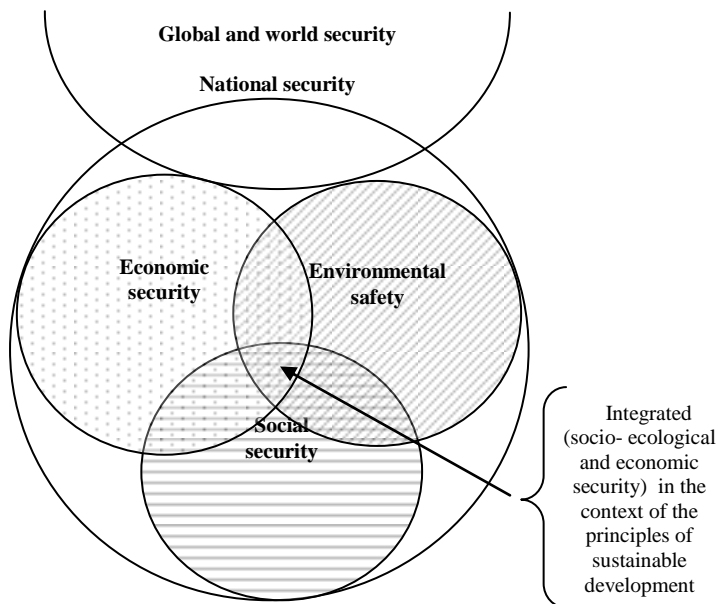 Global and world security
National security
Economic
security
Environmental
safety
Social
security
Integrated
(socio- ecological
and economic
security) in the
context of the
principles of
sustainable
development